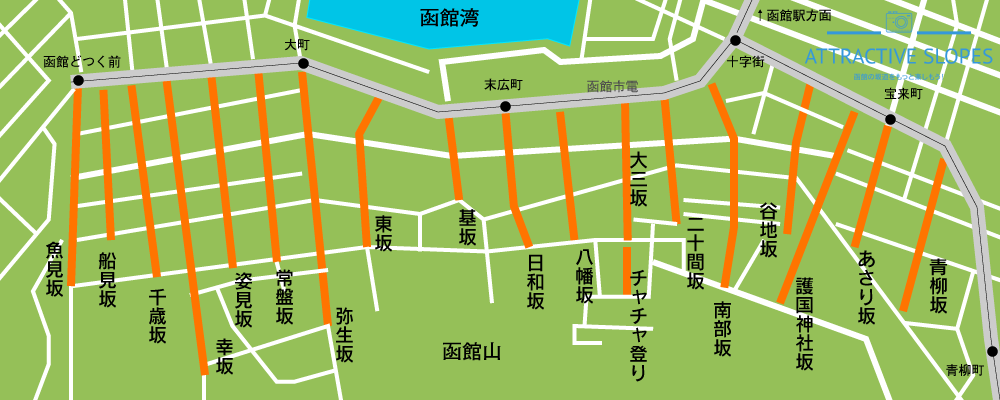 函館湾
↑函館駅方面
ATTRACTIVE SLOPES
函館の坂道をもっと楽しもう!
大町
函館どつく前
十字街
末広町
函館市電
宝来町
魚見坂
船見坂
千歳坂
幸坂
姿見坂
常盤坂
弥生坂
東坂
基坂
日和坂
八幡坂
大三坂
チャチャ登り
二十間坂
南部坂
谷地坂
護国神社坂
あさり坂
青柳坂
函館山
青柳町